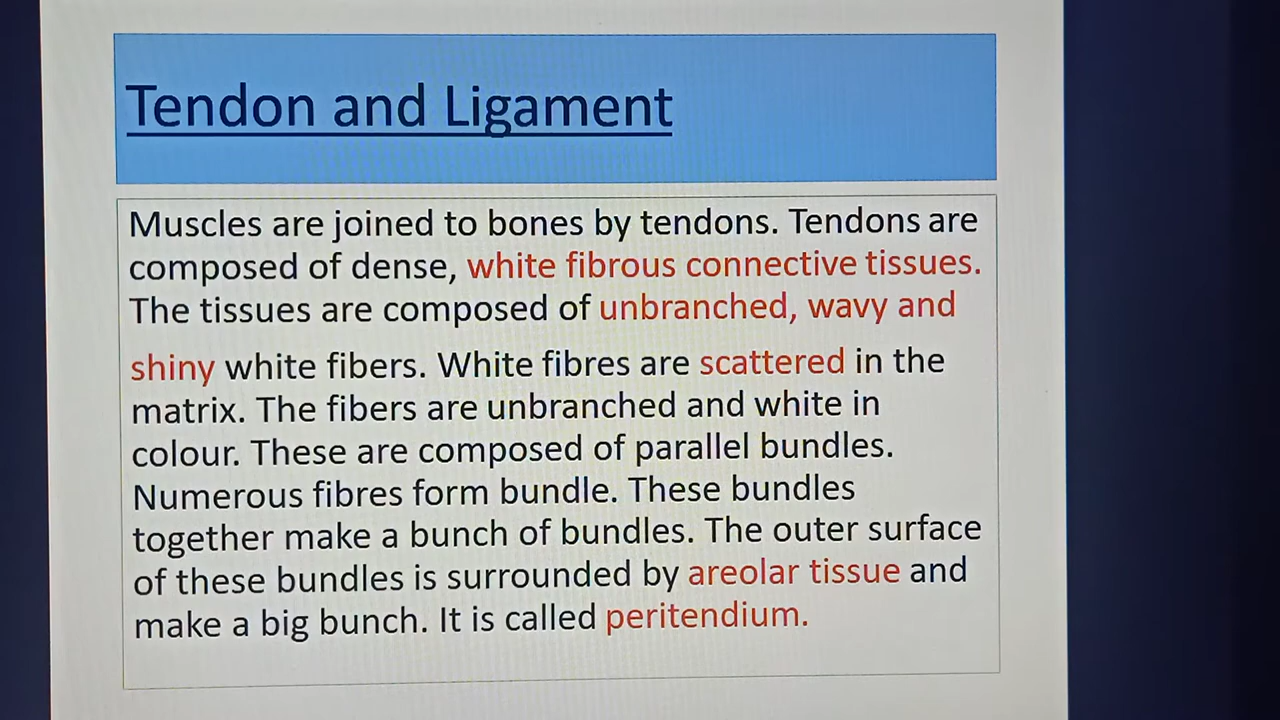 Tendon and Ligament
Muscles are joined to bones by tendons. Tendons are
composed of dense, white fibrous connective tissues.
The tissues are composed of unbranched, wavy and
shiny white fibers. White fibres are scattered in the
matrix. The fibers are unbranched and white in
colour. These are composed of parallel bundles.
Numerous fibres form bundle. These bundles
together make a bunch of bundles. The outer surface
of these bundles is surrounded by areolar tissue and
make a big bunch. It is called peritendium.